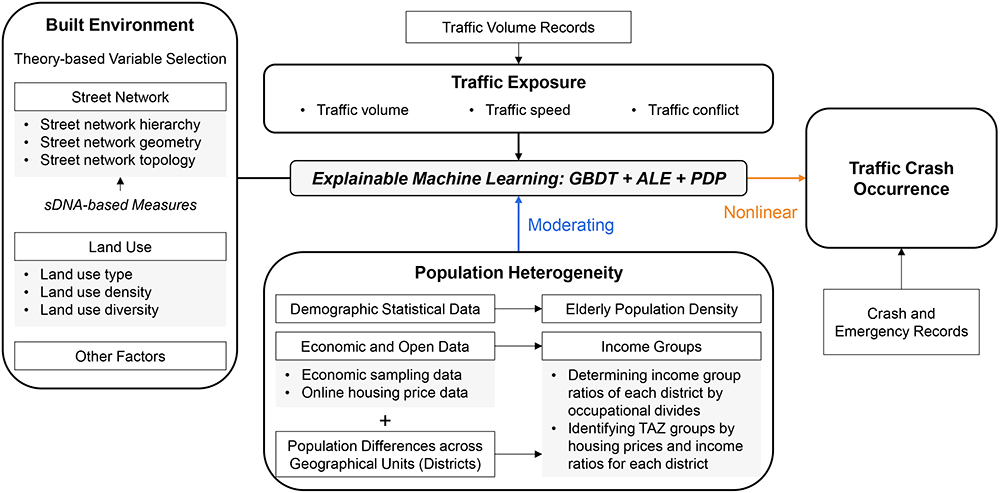 Built Environment
Theory-based Variable Selection
Street Network
• Street network hierarchy
• Street network geometry
• Street network topology
sDNA-based Measures
Land Use
• Land use type
• Land use density
• Land use diversity
Other Factors
Traffic Volume Records
Traffic Exposure
• Traffic volume
• Traffic speed
• Traffic conflict
Explainable Machine Learning: GBDT + ALE + PDP
Moderating
Nonlinear
Population Heterogeneity
Demographic Statistical Data
Elderly Population Density
Economic and Open Data
• Economic sampling data
• Online housing price data
+
Population Differences across
Geographical Units (Districts)
Income Groups
• Determining income group
ratios of each district by
occupational divides
• Identifying TAZ groups by
housing prices and income
ratios for each district
Traffic Crash
Occurrence
Crash and
Emergency Records